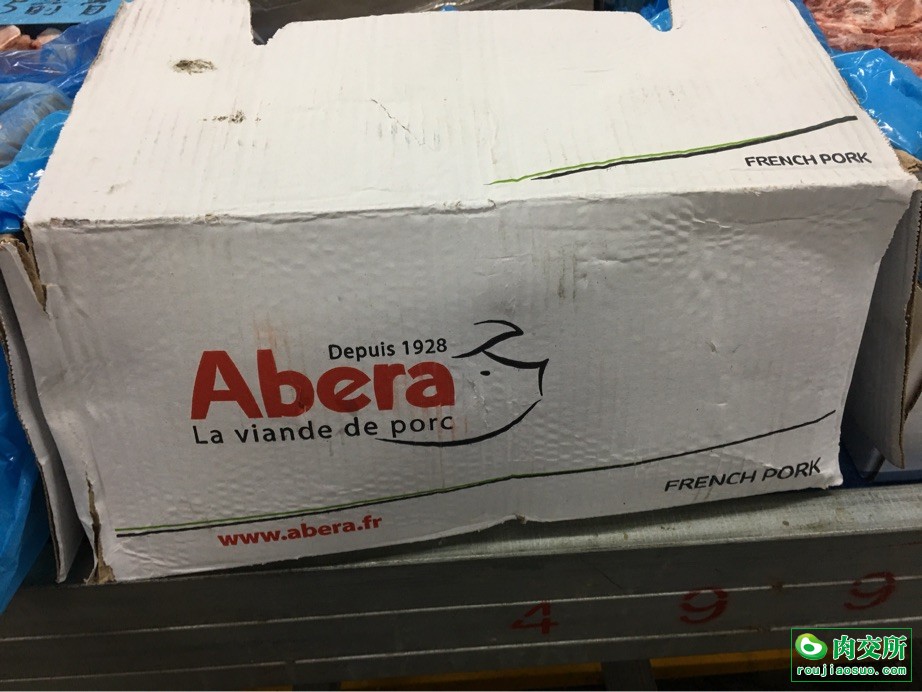 FRENCH PORK
Depuis 1928
Abera
La viande de porc
FRENCH PORK
www.abera.fr
4 9 9
肉交所
roujiaosuo.com